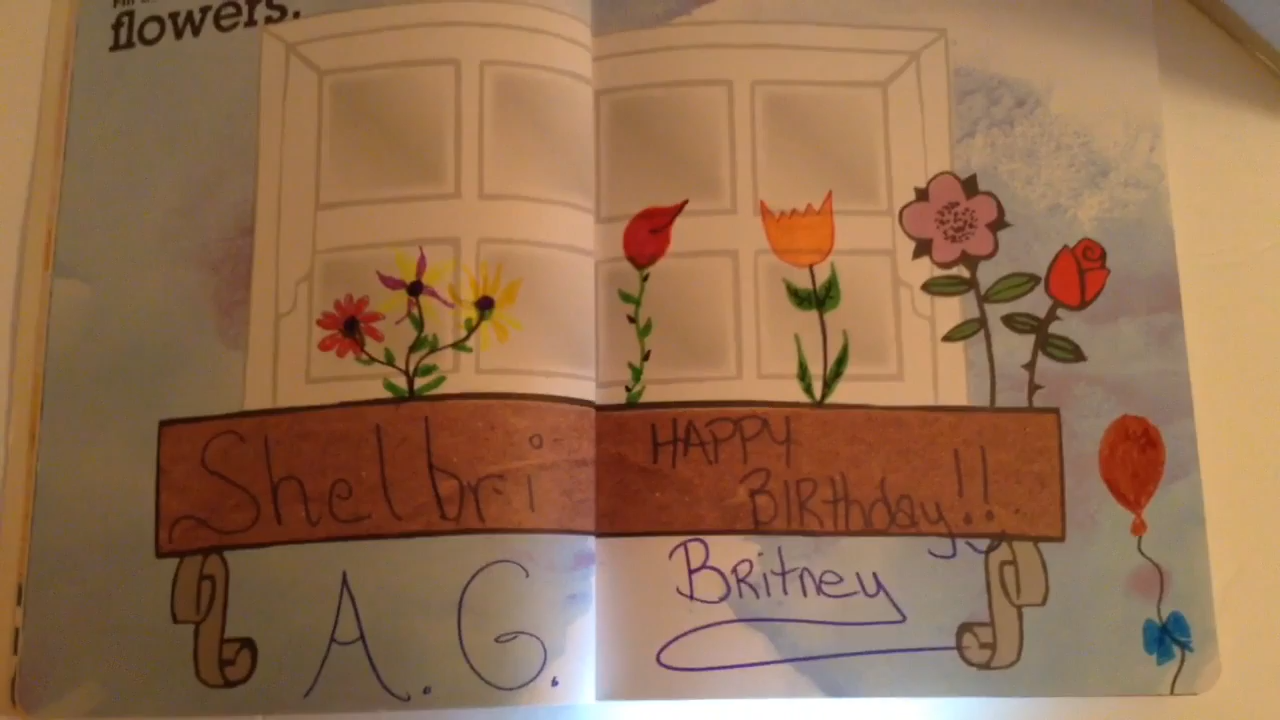 flowers.
Shelbri
HAPPY
BIRthday!!
Britney
A. G.